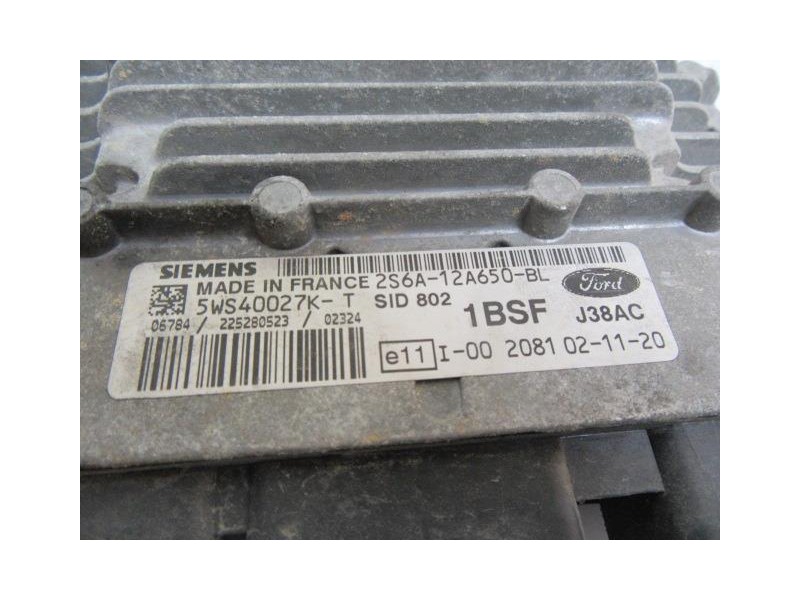 SIEMENS
MADE IN FRANCE 2S6A-12A650-BL
Ford
5WS40027K-T SID 802
1BSF J38AC
06784 / 225280523 / 02324
e11 I-00 2081 02-11-20